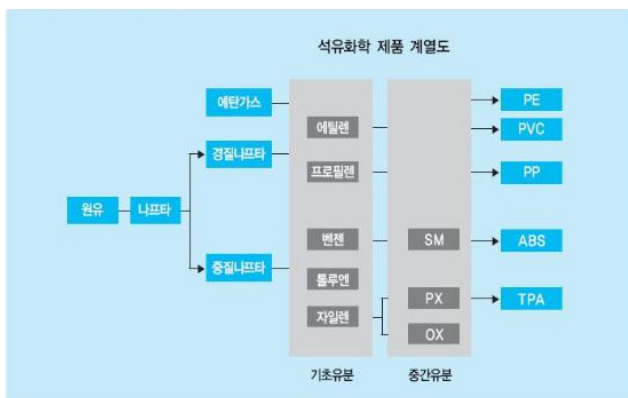 석유화학 제품 계열도
에탄가스
PE
에틸렌
PVC
경질나프타
프로필렌
PP
원유
나프타
벤젠
SM
ABS
중질나프타
톨루엔
PX
TPA
자일렌
OX
기초유분
중간유분